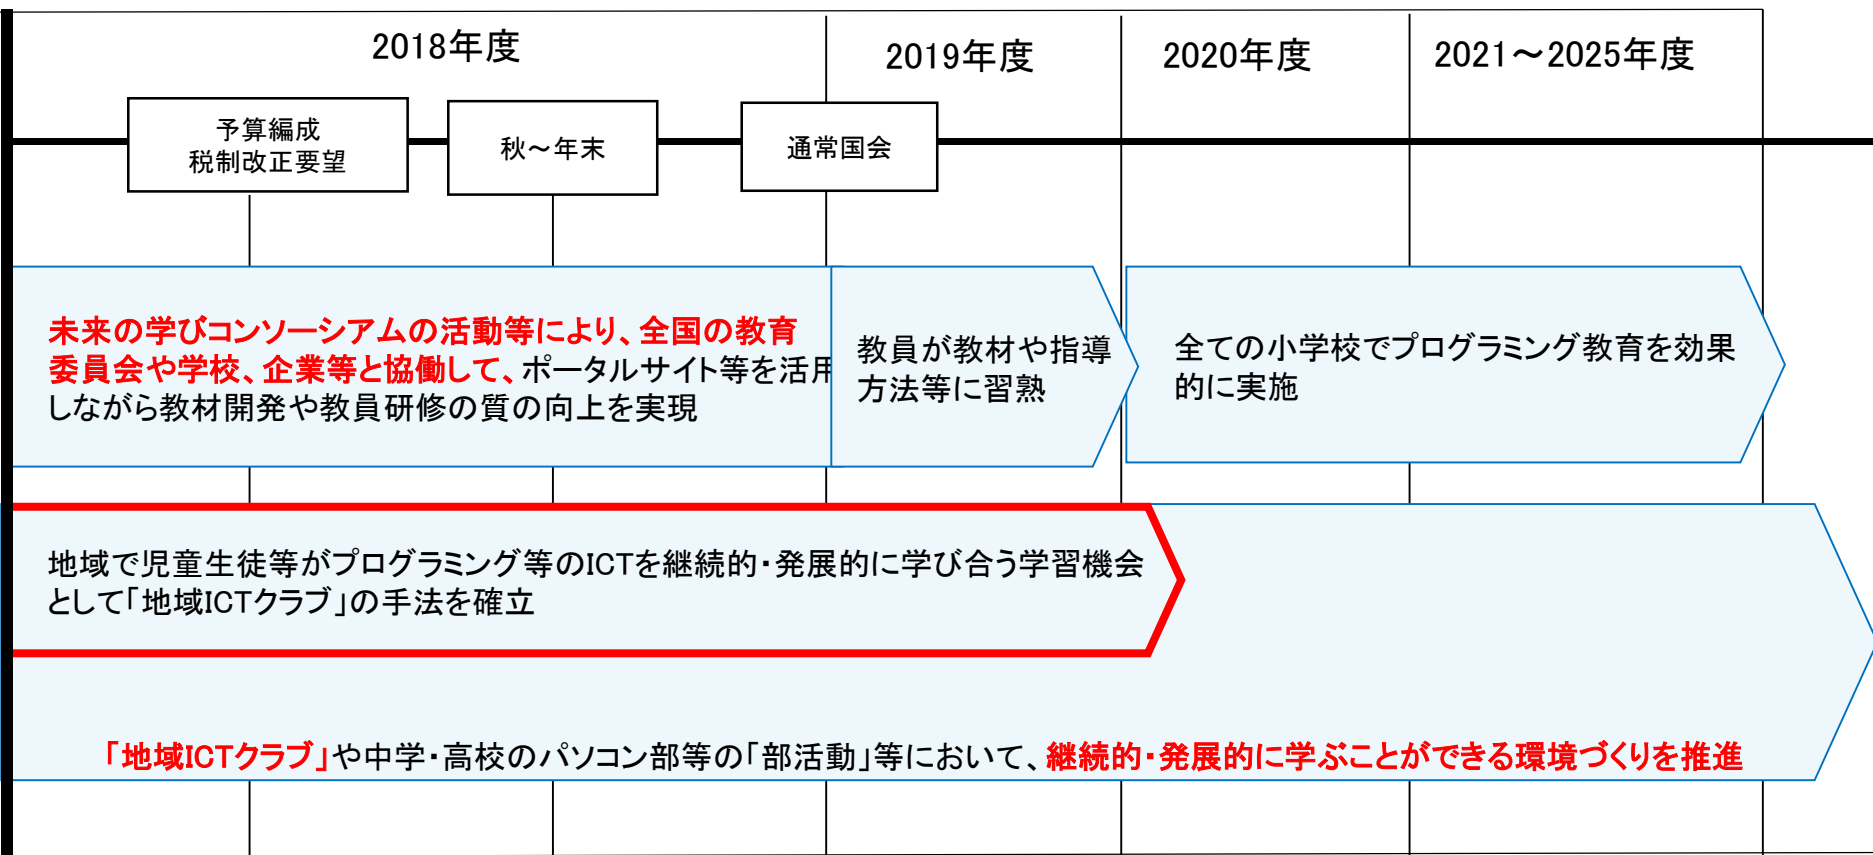 2018年度
2019年度
2020年度
2021～2025年度
予算編成
税制改正要望
秋～年末
通常国会
未来の学びコンソーシアムの活動等により、全国の教育
委員会や学校、企業等と協働して、ポータルサイト等を活用
しながら教材開発や教員研修の質の向上を実現
教員が教材や指導
方法等に習熟
全ての小学校でプログラミング教育を効果
的に実施
地域で児童生徒等がプログラミング等のICTを継続的・発展的に学び合う学習機会
として「地域ICTクラブ」の手法を確立
「地域ICTクラブ」や中学・高校のパソコン部等の「部活動」等において、継続的・発展的に学ぶことができる環境づくりを推進